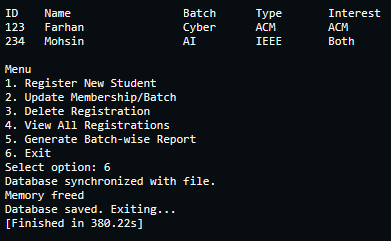 ID Name Batch Type Interest
123 Farhan Cyber ACM ACM
234 Mohsin AI IEEE Both
Menu
1. Register New Student
2. Update Membership/Batch
3. Delete Registration
4. View All Registrations
5. Generate Batch-wise Report
6. Exit
Select option: 6
Database synchronized with file.
Memory freed
Database saved. Exiting...
[Finished in 380.22s]